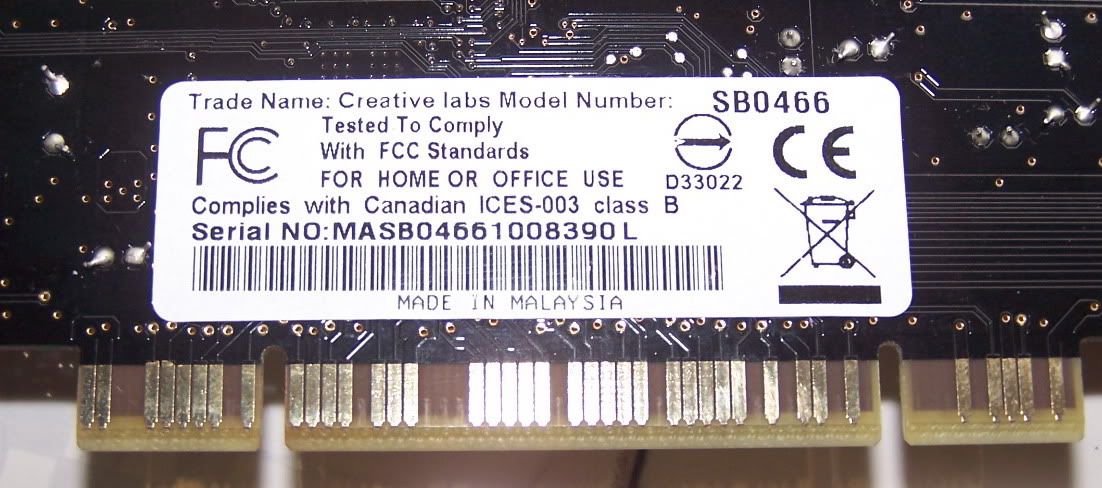 Trade Name: Creative labs Model Number: SB0466
FC Tested To Comply
With FCC Standards
FOR HOME OR OFFICE USE
D33022
CE
Complies with Canadian ICES-003 class B
Serial NO:MASB04661008390L
MADE IN MALAYSIA